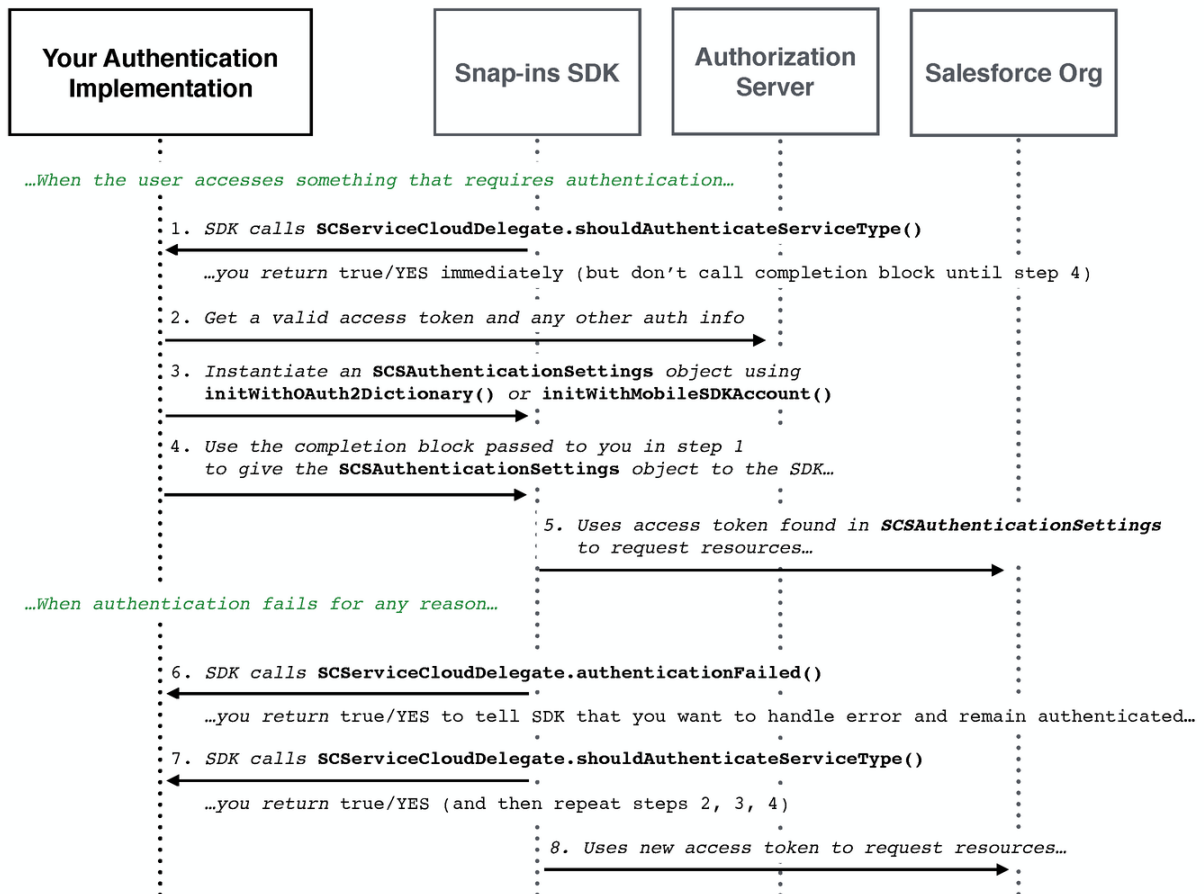 Your Authentication
Implementation
Snap-ins SDK
Authorization
Server
Salesforce Org
…When the user accesses something that requires authentication…
1. SDK calls SCServiceCloudDelegate.shouldAuthenticateServiceType()
…you return true/YES immediately (but don’t call completion block until step 4)
2. Get a valid access token and any other auth info
3. Instantiate an SCSAuthenticationSettings object using
initWithOAuth2Dictionary() or initWithMobileSDKAccount()
4. Use the completion block passed to you in step 1
to give the SCSAuthenticationSettings object to the SDK…
5. Uses access token found in SCSAuthenticationSettings
to request resources…
…When authentication fails for any reason…
6. SDK calls SCServiceCloudDelegate.authenticationFailed()
…you return true/YES to tell SDK that you want to handle error and remain authenticated…
7. SDK calls SCServiceCloudDelegate.shouldAuthenticateServiceType()
…you return true/YES (and then repeat steps 2, 3, 4)
8. Uses new access token to request resources…